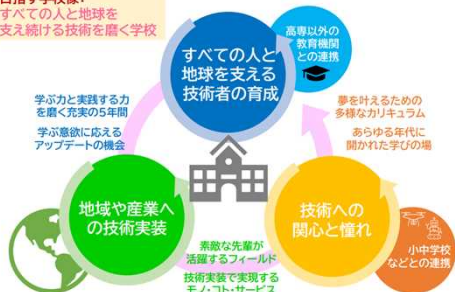 目指す学校像：
すべての人と地球を
支え続ける技術を磨く学校
高専以外の
教育機関
との連携
すべての人と
地球を支える
技術者の育成
学ぶ力と実践する力
を磨く充実の5年間
学ぶ意欲に応える
アップデートの機会
夢を叶えるための
多様なカリキュラム
あらゆる年代に
開かれた学びの場
地域や産業へ
の技術実装
技術への
関心と憧れ
素敵な先輩が
活躍するフィールド
技術実装で実現する
モノ・コト・サービス
小中学校
などとの連携